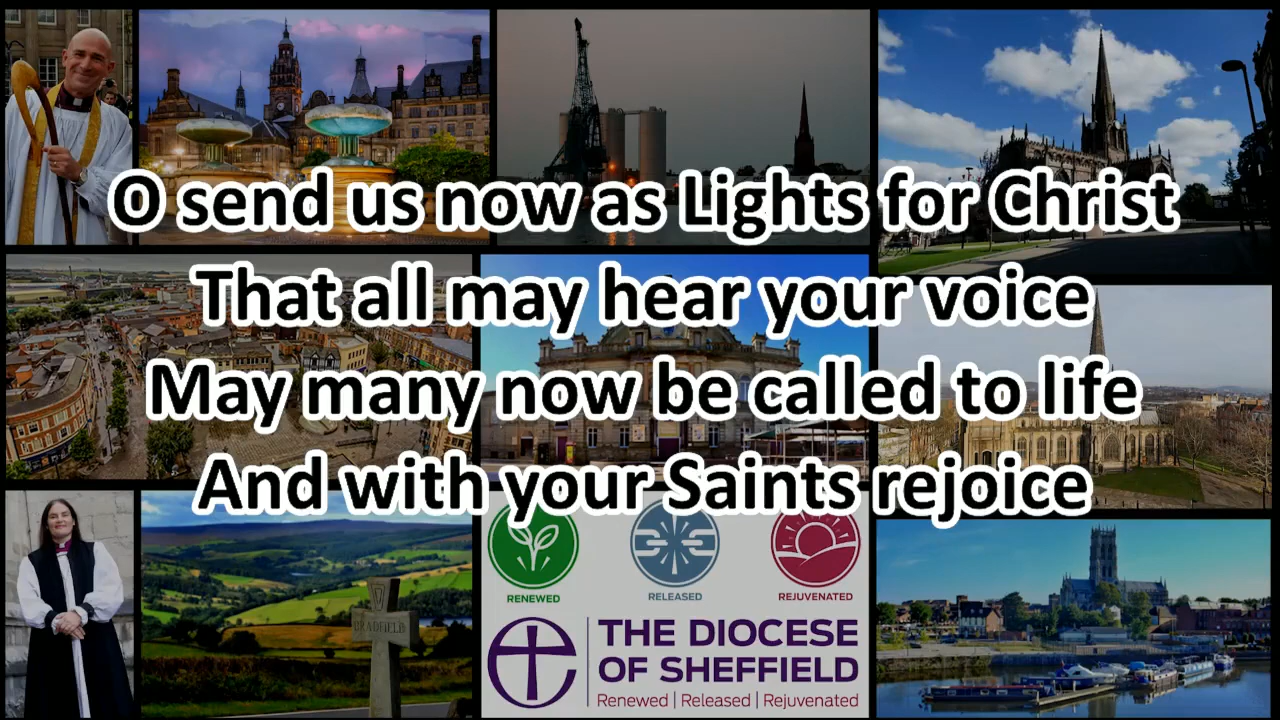 O send us now as Lights for Christ
That all may hear your voice
May many now be called to life
And with your Saints rejoice
RENEWED
RELEASED
REJUVENATED
BRADFIELD
THE DIOCESE
OF SHEFFIELD
Renewed | Released | Rejuvenated